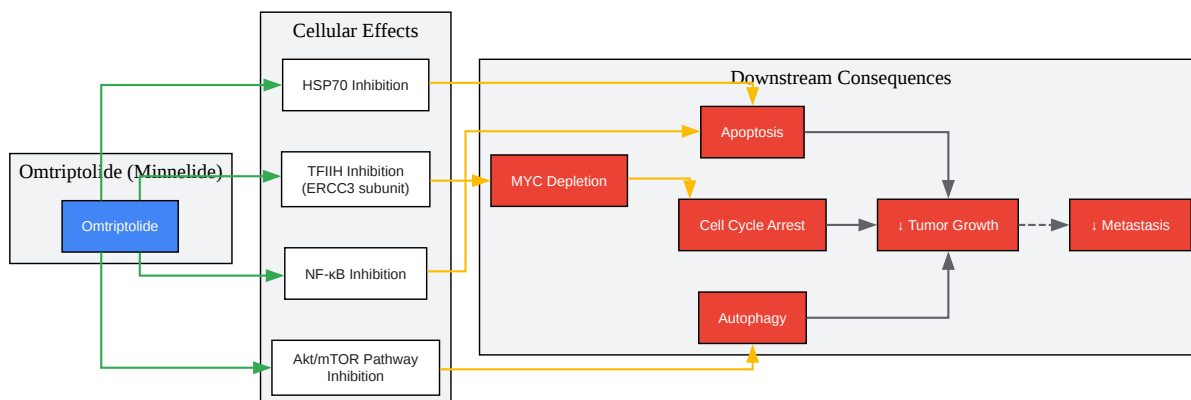 Cellular Effects
HSP70 Inhibition
Downstream Consequences
Apoptosis
Omtriptolide (Minnelide)
TFIIH Inhibition
(ERCC3 subunit)
MYC Depletion
Omtriptolide
Cell Cycle Arrest
↓ Tumor Growth
↓ Metastasis
NF-κB Inhibition
Autophagy
Akt/mTOR Pathway
Inhibition